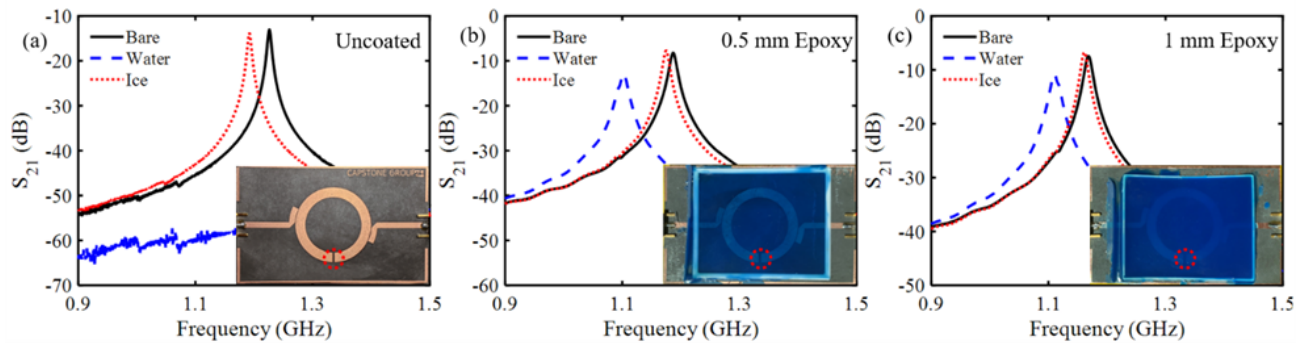 (a)
Uncoated
Bare
Water
Ice
S21 (dB)
-10
-20
-30
-40
-50
-60
-70
0.9
1.1
1.3
1.5
Frequency (GHz)
CAPSTONE GROUP
(b)
0.5 mm Epoxy
Bare
Water
Ice
S21 (dB)
0
-10
-20
-30
-40
-50
-60
0.9
1.1
1.3
1.5
Frequency (GHz)
(c)
1 mm Epoxy
Bare
Water
Ice
S21 (dB)
0
-10
-20
-30
-40
-50
0.9
1.1
1.3
1.5
Frequency (GHz)